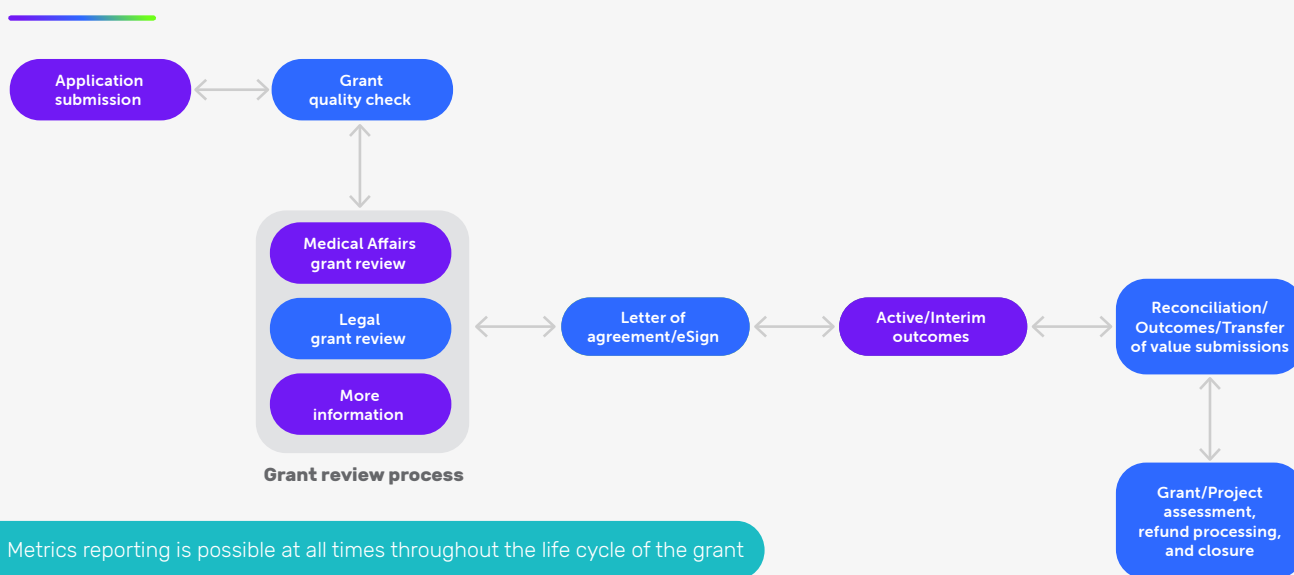 Application
submission
Grant
quality check
Medical Affairs
grant review
Legal
grant review
More
information
Grant review process
Letter of
agreement/eSign
Active/Interim
outcomes
Reconciliation/
Outcomes/Transfer
of value submissions
Grant/Project
assessment,
refund processing,
and closure
Metrics reporting is possible at all times throughout the life cycle of the grant